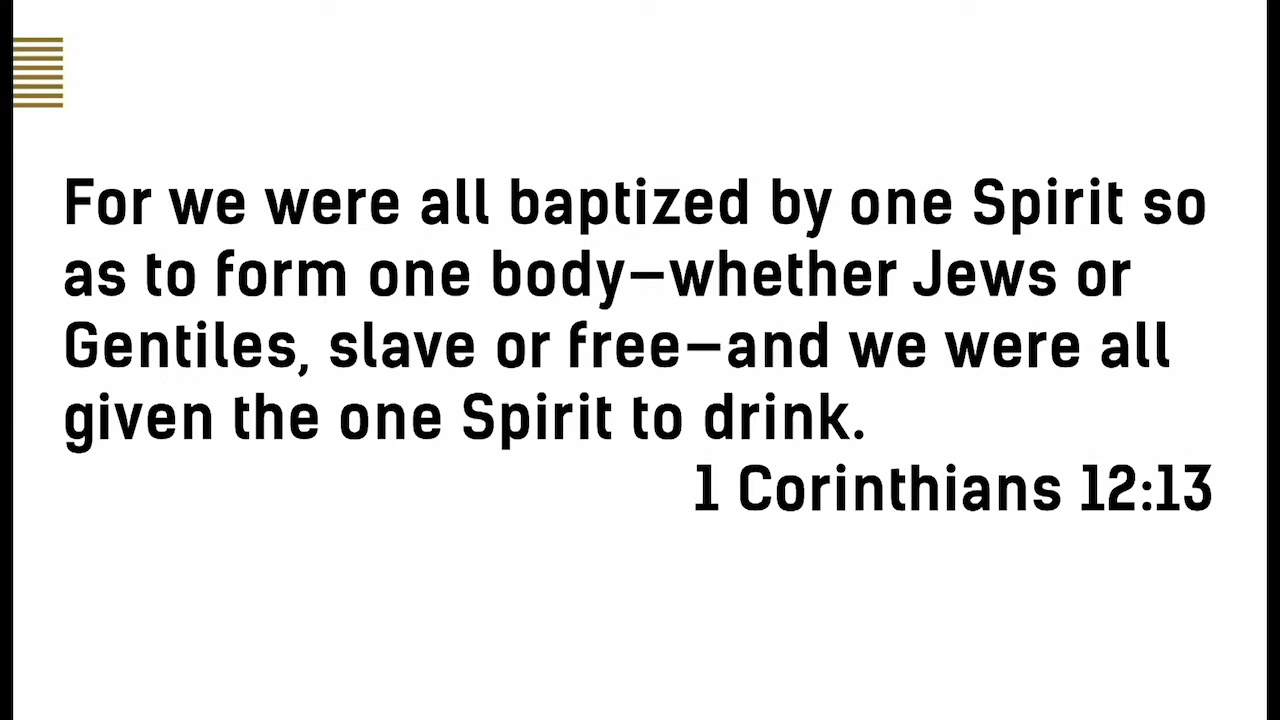 For we were all baptized by one Spirit so
as to form one body—whether Jews or
Gentiles, slave or free—and we were all
given the one Spirit to drink.
1 Corinthians 12:13